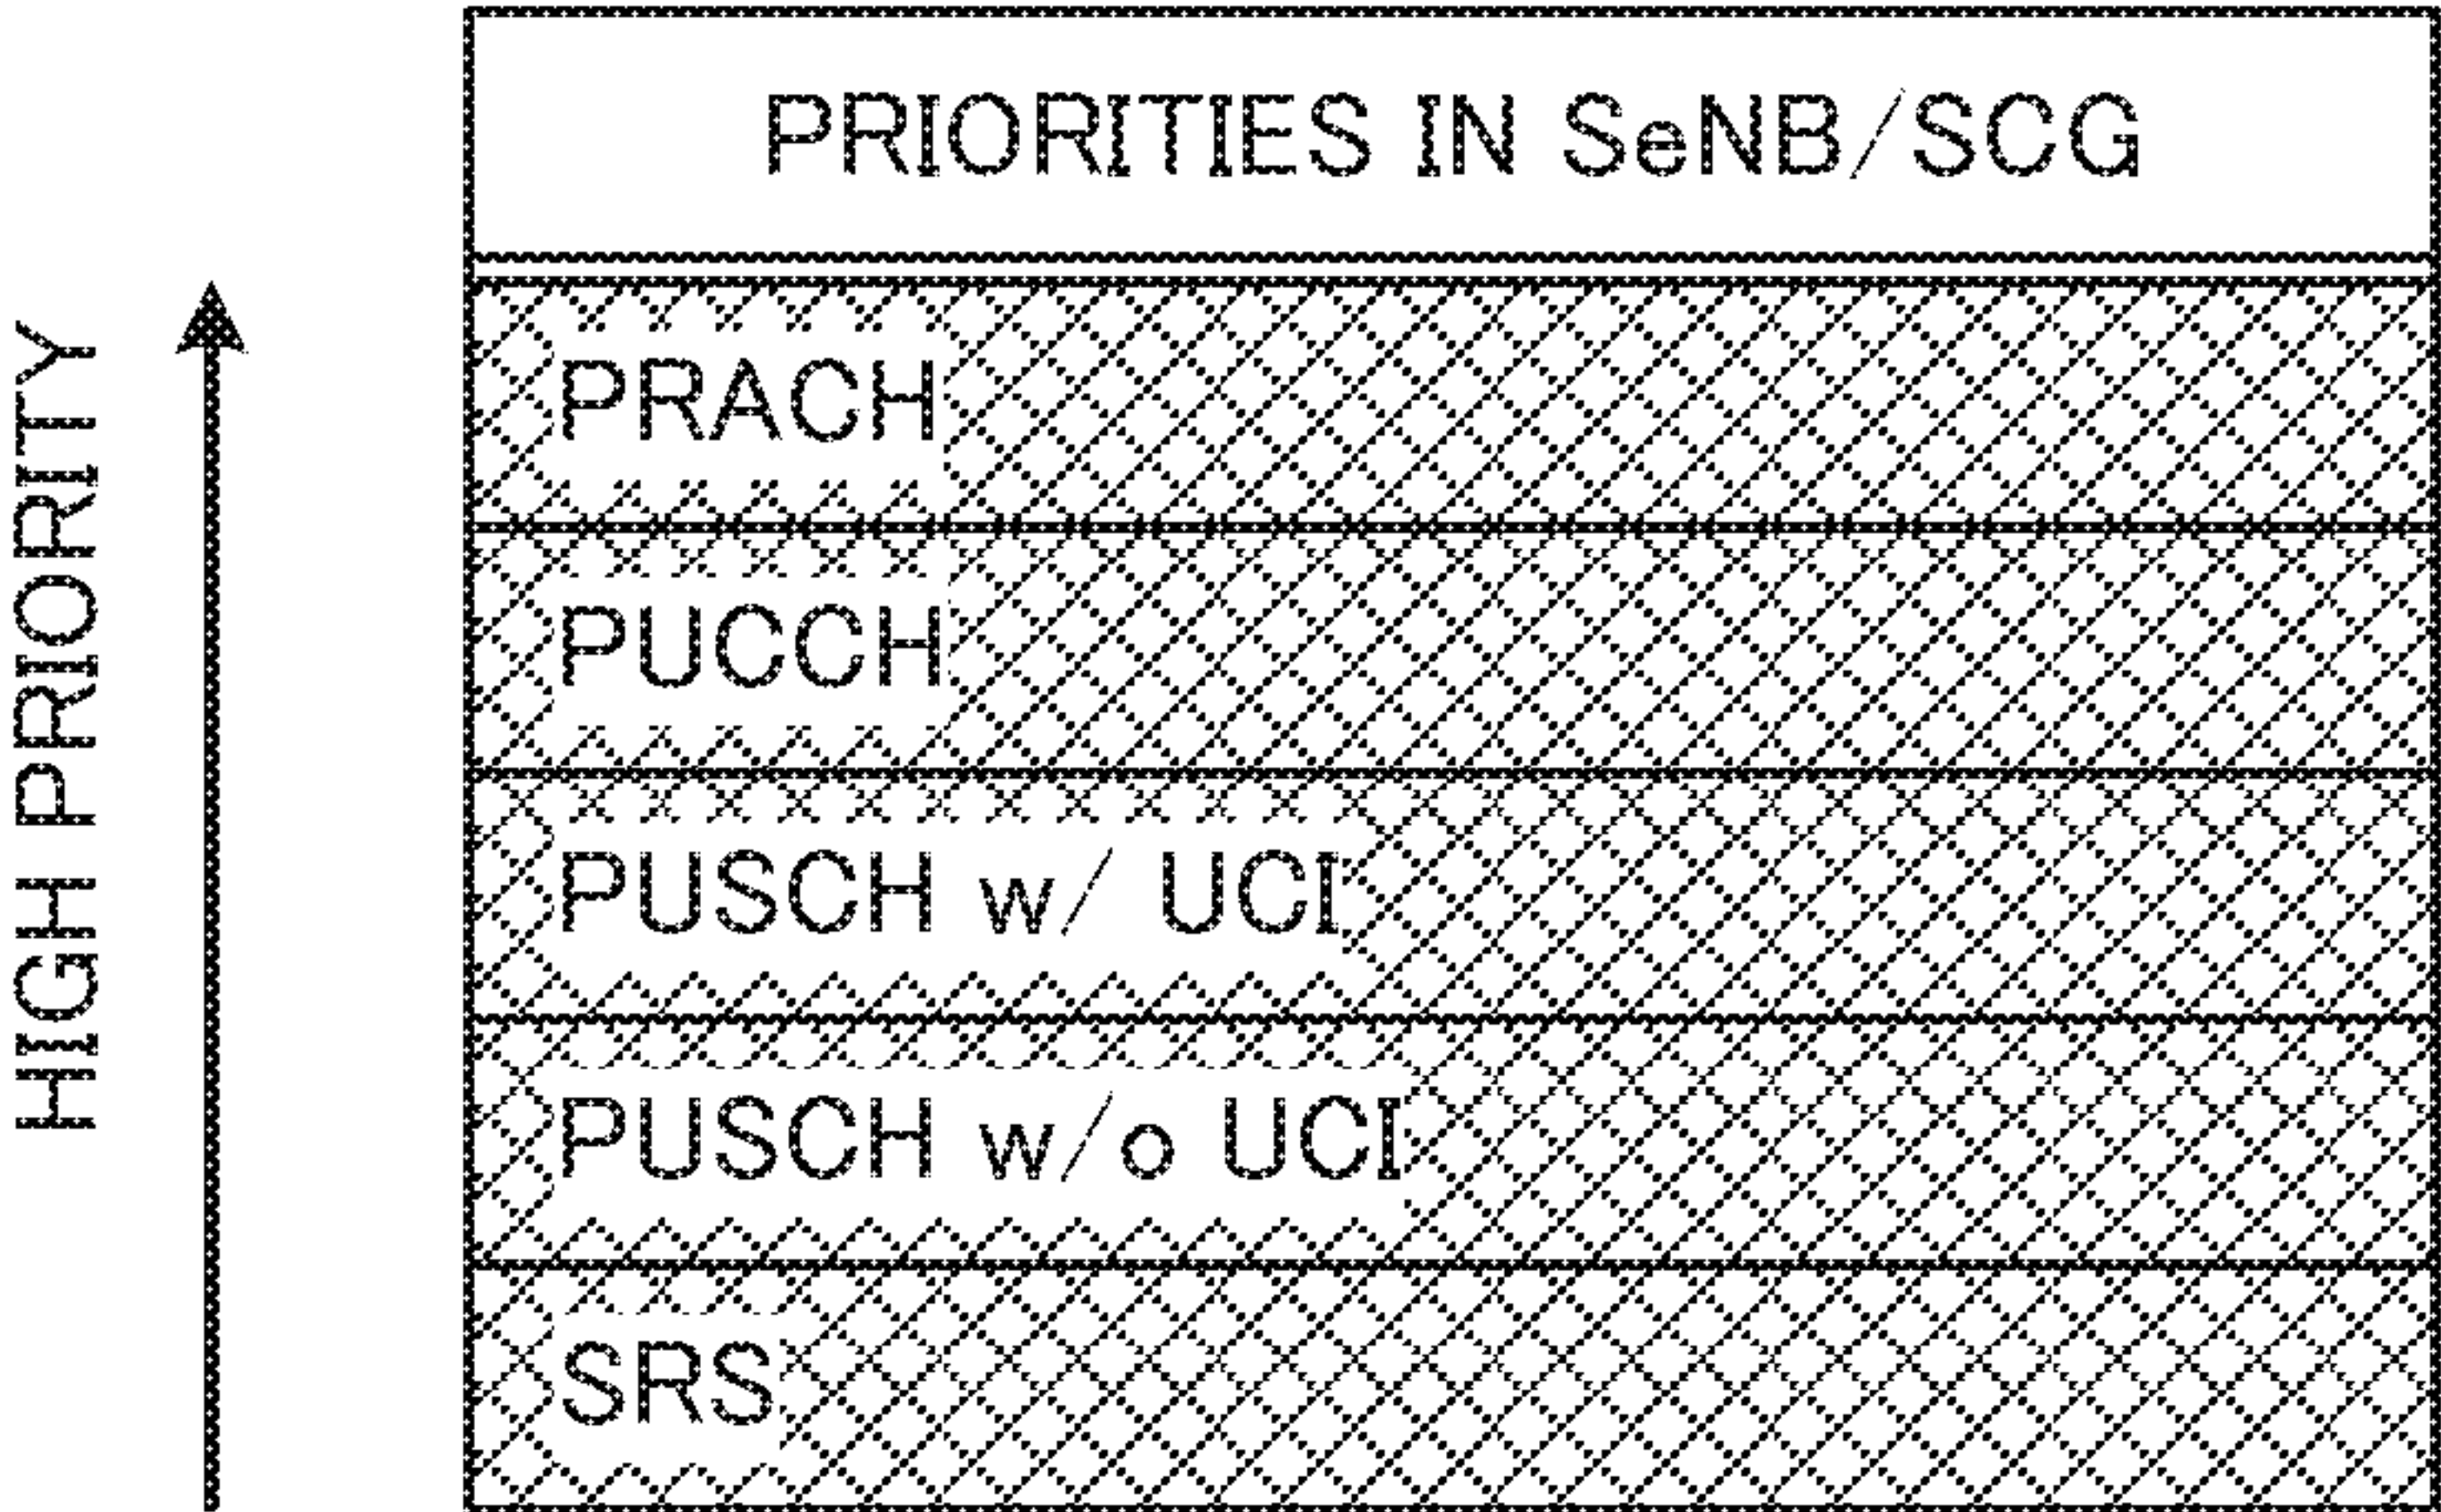 PRIORITIES IN SeNB/SCG
HIGH PRIORITY
PRACH
PUCCH
PUSCH w/ UCI
PUSCH w/o UCI
SRS